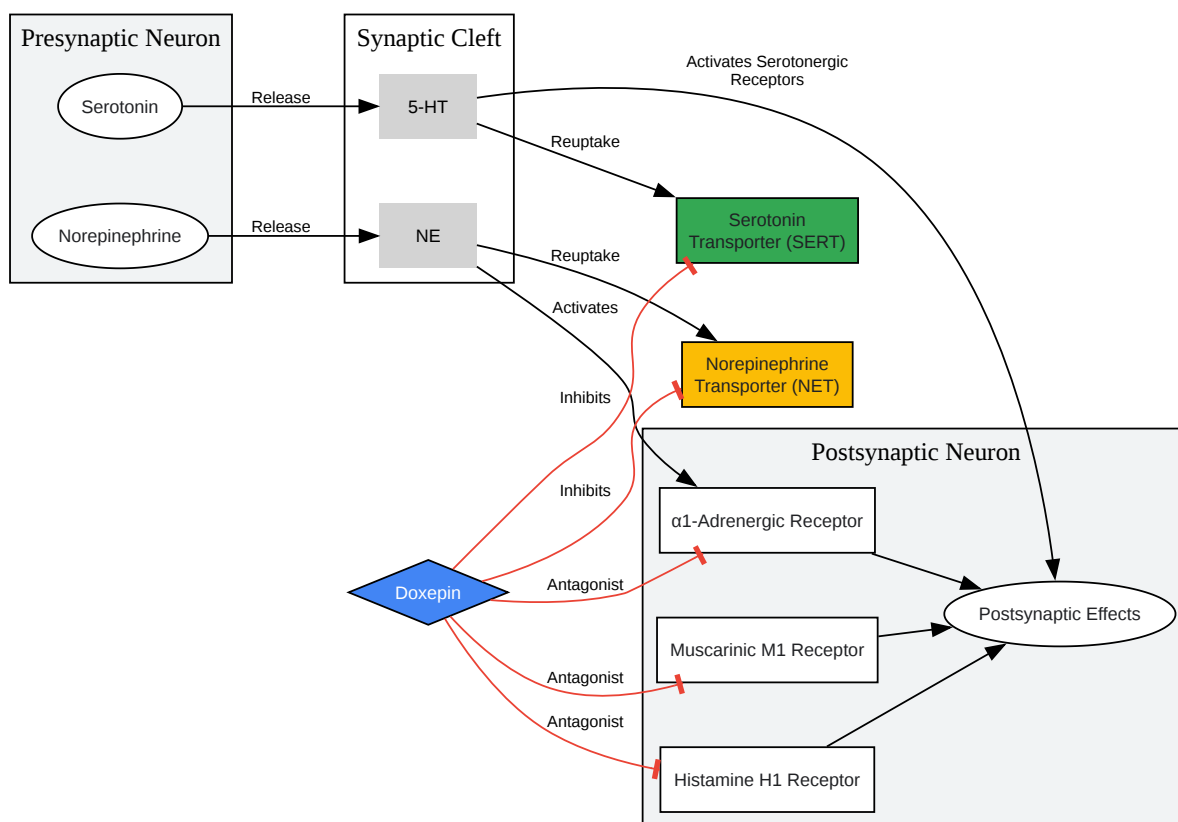 Presynaptic Neuron
Synaptic Cleft
Activates Serotonergic
Receptors
Serotonin
Release
5-HT
Reuptake
Norepinephrine
Release
NE
Reuptake
Serotonin
Transporter (SERT)
Activates
Norepinephrine
Transporter (NET)
Inhibits
Postsynaptic Neuron
Inhibits
α1-Adrenergic Receptor
Doxepin
Antagonist
Postsynaptic Effects
Muscarinic M1 Receptor
Antagonist
Antagonist
Histamine H1 Receptor